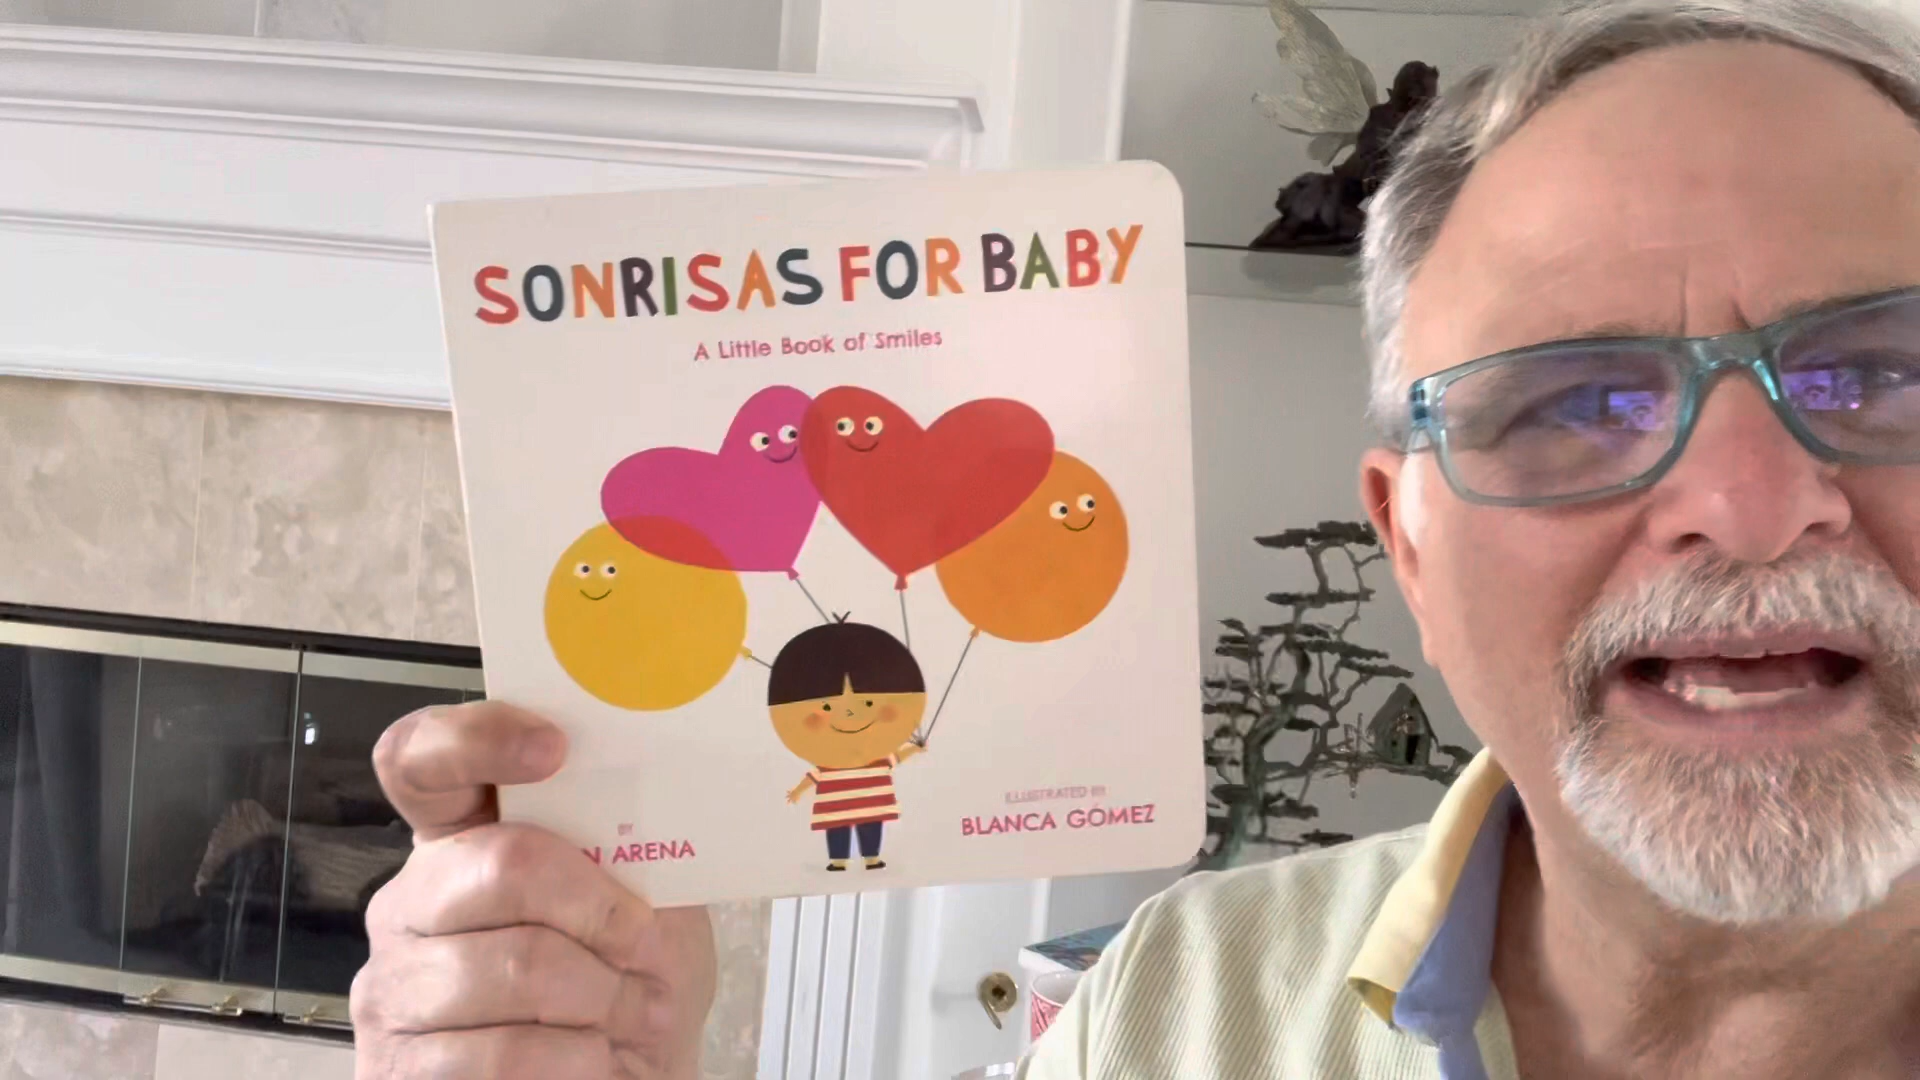 SONRISAS FOR BABY
A Little Book of Smiles
BY
N ARENA
ILLUSTRATED BY
BLANCA GÓMEZ